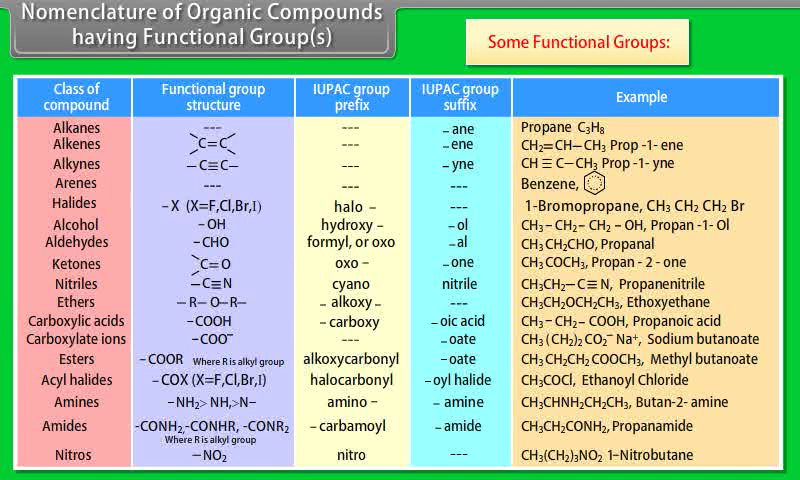 Nomenclature of Organic Compounds
having Functional Group(s)
Some Functional Groups:
Class of compound | Functional group structure | IUPAC group prefix | IUPAC group suffix | Example
Alkanes --- --- – ane Propane C₃H₈
Alkenes >C=C< --- – ene CH₂=CH–CH₃ Prop -1- ene
Alkynes –C≡C– --- – yne CH≡C–CH₃ Prop -1- yne
Arenes --- --- --- Benzene,
Halides –X (X=F,Cl,Br,I) halo – --- 1-Bromopropane, CH₃ CH₂ CH₂ Br
Alcohol –OH hydroxy – – ol CH₃–CH₂–CH₂–OH, Propan -1- Ol
Aldehydes –CHO formyl, or oxo – al CH₃CH₂CHO, Propanal
Ketones >C=O oxo – – one CH₃COCH₃, Propan - 2 - one
Nitriles –C≡N cyano nitrile CH₃CH₂–C≡N, Propanenitrile
Ethers –R–O–R– – alkoxy – --- CH₃CH₂OCH₂CH₃, Ethoxyethane
Carboxylic acids –COOH – carboxy – oic acid CH₃–CH₂–COOH, Propanoic acid
Carboxylate ions –COO⁻ --- – oate CH₃(CH₂)₂CO₂⁻Na⁺, Sodium butanoate
Esters –COOR Where R is alkyl group alkoxycarbonyl – oate CH₃CH₂CH₂COOCH₃, Methyl butanoate
Acyl halides –COX (X=F,Cl,Br,I) halocarbonyl – oyl halide CH₃COCl, Ethanoyl Chloride
Amines –NH₂> NH,>N– amino – – amine CH₃CHNH₂CH₂CH₃, Butan-2- amine
Amides -CONH₂,-CONHR, -CONR₂ – carbamoyl – amide CH₃CH₂CONH₂,Propanamide
Where R is alkyl group
Nitros –NO₂ nitro --- CH₃(CH₂)₃NO₂ 1–Nitrobutane